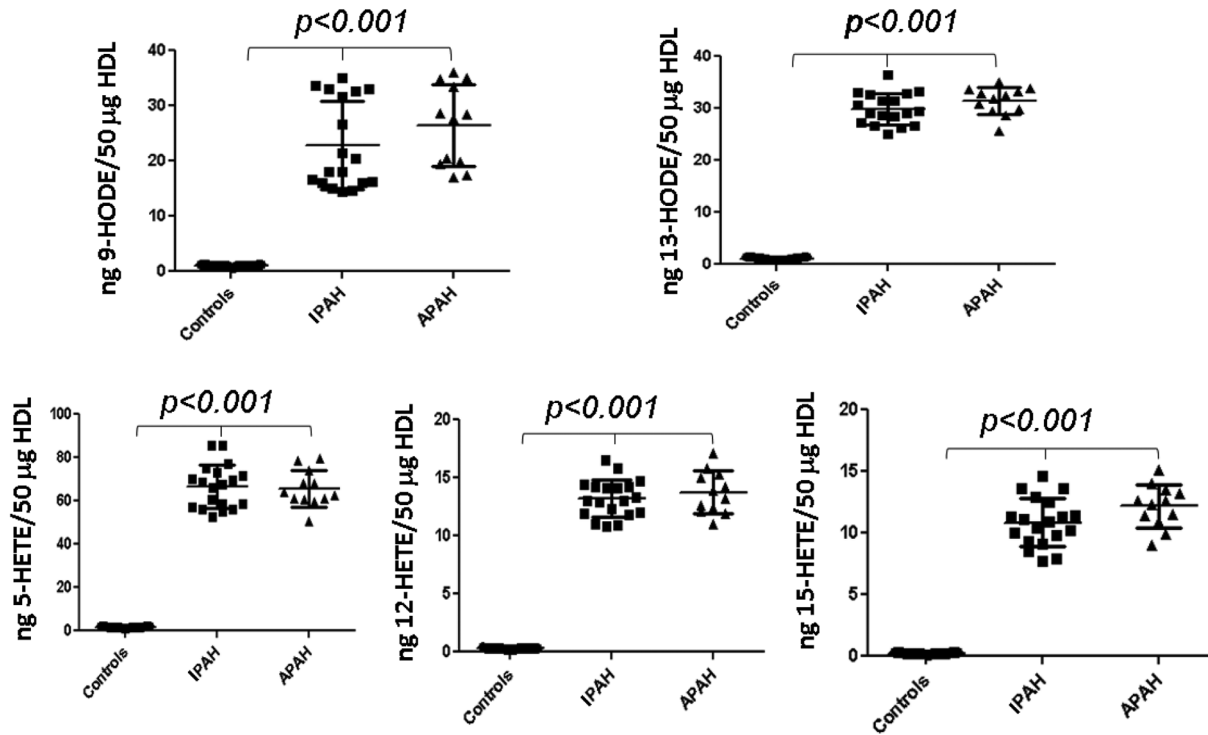 p<0.001
ng 9-HODE/50 µg HDL
40
30
20
10
0
Controls
IPAH
APAH
p<0.001
ng 13-HODE/50 µg HDL
40
30
20
10
0
Controls
IPAH
APAH
p<0.001
ng 5-HETE/50 µg HDL
100
80
60
40
20
0
Controls
IPAH
APAH
p<0.001
ng 12-HETE/50 µg HDL
20
15
10
5
0
Controls
IPAH
APAH
p<0.001
ng 15-HETE/50 µg HDL
20
15
10
5
0
Controls
IPAH
APAH